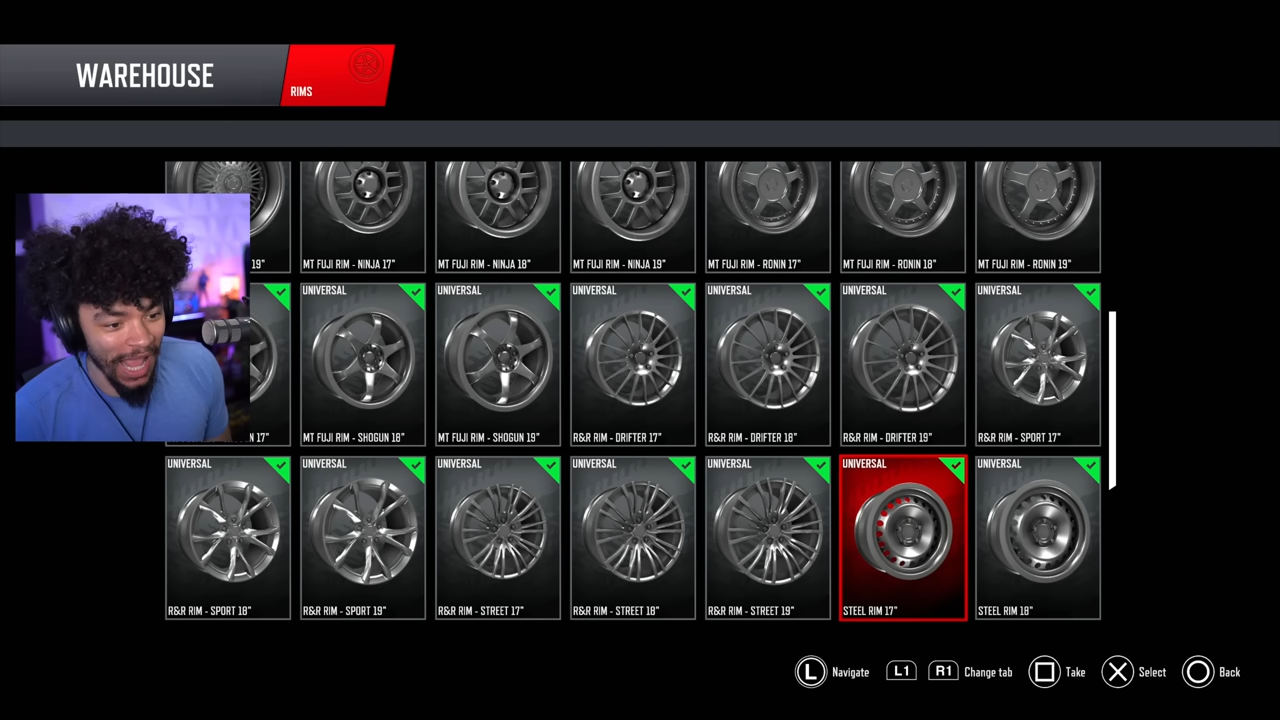 WAREHOUSE
RIMS
19"
MT FUJI RIM - NINJA 17"
MT FUJI RIM - NINJA 18"
MT FUJI RIM - NINJA 19"
MT FUJI RIM - RONIN 17"
MT FUJI RIM - RONIN 18"
MT FUJI RIM - RONIN 19"
UNIVERSAL
UNIVERSAL
UNIVERSAL
UNIVERSAL
UNIVERSAL
UNIVERSAL
N 17"
MT FUJI RIM - SHOGUN 18"
MT FUJI RIM - SHOGUN 19"
R&R RIM - DRIFTER 17"
R&R RIM - DRIFTER 18"
R&R RIM - DRIFTER 19"
R&R RIM - SPORT 17"
UNIVERSAL
UNIVERSAL
UNIVERSAL
UNIVERSAL
UNIVERSAL
UNIVERSAL
UNIVERSAL
R&R RIM - SPORT 18"
R&R RIM - SPORT 19"
R&R RIM - STREET 17"
R&R RIM - STREET 18"
R&R RIM - STREET 19"
STEEL RIM 17"
STEEL RIM 18"
L Navigate L1 R1 Change tab Take Select Back